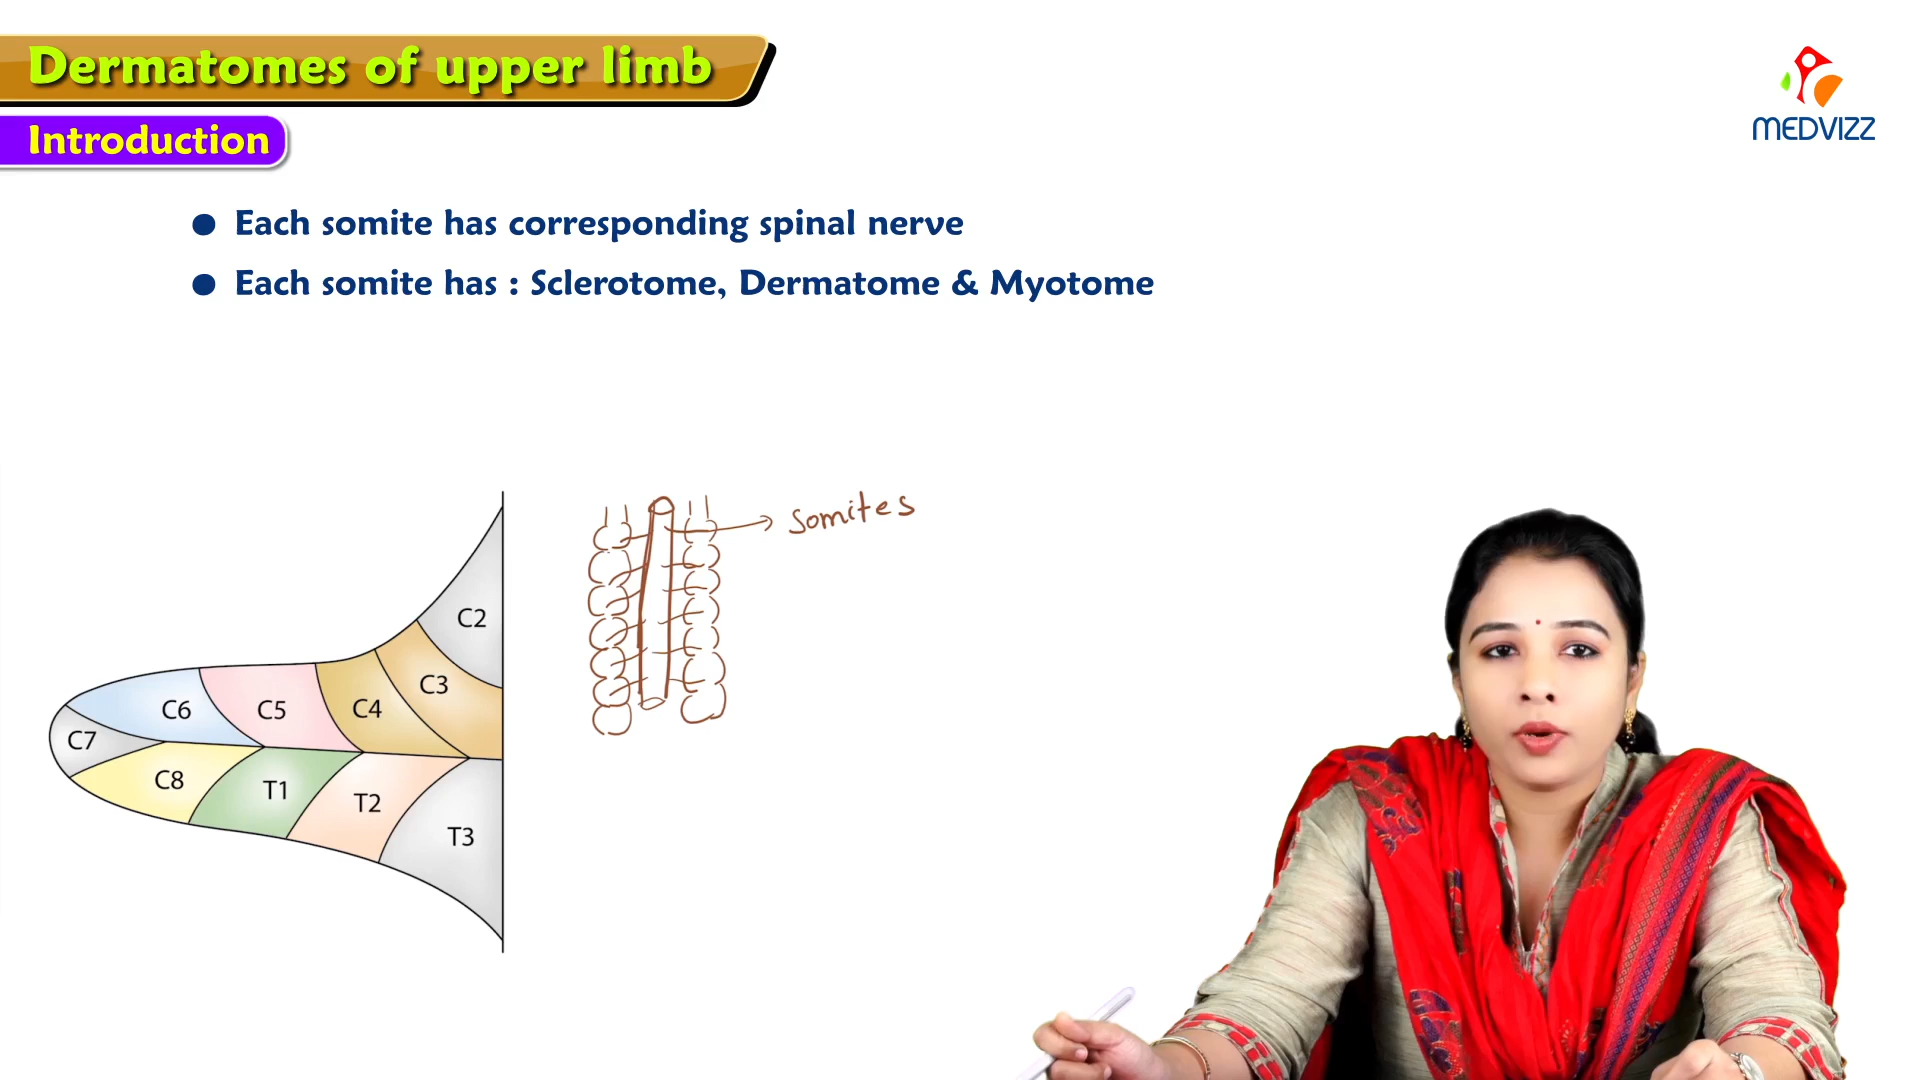 Dermatomes of upper limb
MEDVIZZ
Introduction
● Each somite has corresponding spinal nerve
● Each somite has : Sclerotome, Dermatome & Myotome
somites
C2
C3
C4
C5
C6
C7
C8
T1
T2
T3